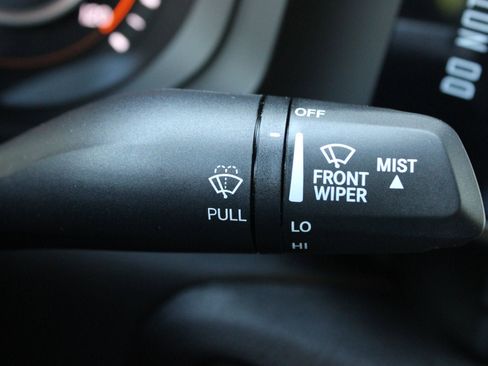 OFF
FRONT
WIPER
MIST
PULL
LO
HI
DO NOT